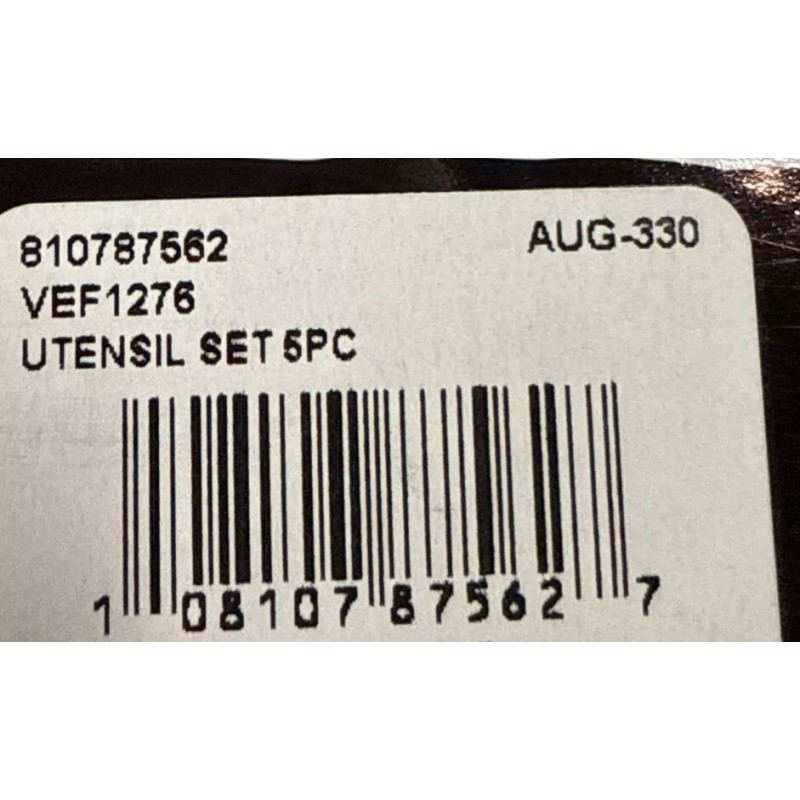 810787562 AUG-330
VEF1276
UTENSIL SET 5PC
1 08107 87562 7